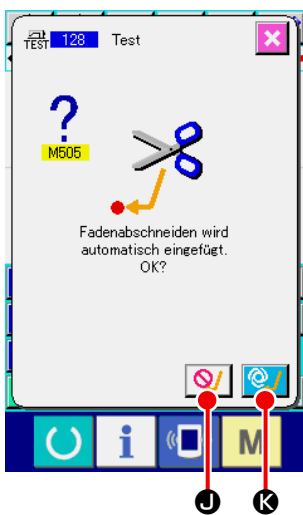 TEST 128 Test
?
M505
Fadenabschneiden wird
automatisch eingefügt.
OK?
i M
J K